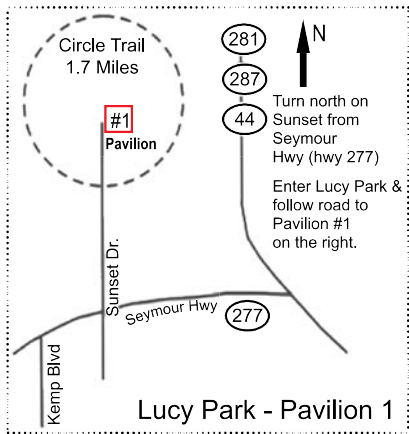 Circle Trail
1.7 Miles
#1
Pavilion
281
287
44
N
Turn north on
Sunset from
Seymour
Hwy (hwy 277)
Enter Lucy Park &
follow road to
Pavilion #1
on the right.
Sunset Dr.
Seymour Hwy
277
Kemp Blvd
Lucy Park - Pavilion 1